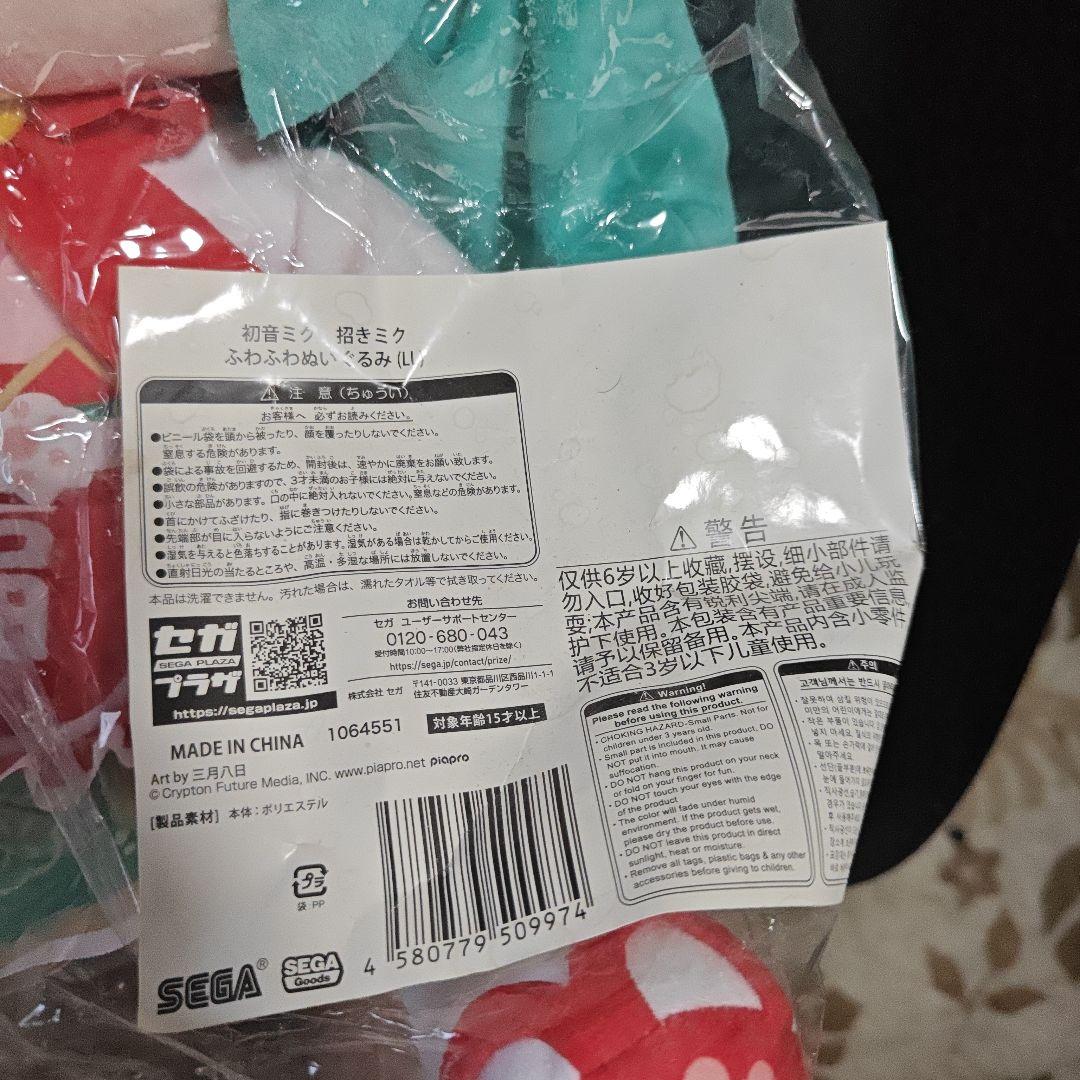 初音ミク 招きミク
ふわふわぬいぐるみ (LL)
⚠ 注 意 (ちゅうい)
お客様へ 必ずお読みください。
●ビニール袋を頭から被ったり、顔を覆ったりしないでください。
窒息する危険があります。
●袋による事故を回避するため、開封後は、速やかに廃棄をお願い致します。
●誤飲の危険がありますので、3才未満のお子様には絶対に与えないでください。
●小さな部品があります。口の中に絶対入れないでください。窒息などの危険があります。
●首にかけてふざけたり、指に巻きつけたりしないでください。
●先端部が目に入らないようにご注意ください。
●湿気を与えると色落ちすることがあります。湿気がある場合は乾かしてからご使用ください。
●直射日光の当たるところや、高温・多湿な場所には放置しないでください。
本品は洗濯できません。汚れた場合は、濡れたタオル等で拭き取ってください。
セガ
SEGA PLAZA
プラザ
https://segaplaza.jp
お問い合わせ先
セガ ユーザーサポートセンター
0120-680-043
受付時間10:00~17:00(弊社指定休日を除く)
https://sega.jp/contact/prize/
株式会社 セガ 〒141-0033 東京都品川区西品川1-1-1
住友不動産大崎ガーデンタワー
MADE IN CHINA 1064551 対象年齢15才以上
Art by 三月八日
© Crypton Future Media, INC. www.piapro.net piapro
[製品素材] 本体:ポリエステル
プラ
袋:PP
SEGA®
SEGA
Goods
4 580779 509974
⚠ 警告
仅供6岁以上收藏,摆设,细小部件请
勿入口,收好包装胶袋,避免给小儿玩
耍;本产品含有锐利尖端,请在成人监
护下使用。本包装含有产品重要信息
请予以保留备用。本产品内含小零件
不适合3岁以下儿童使用。
⚠ Warning!
Please read the following warning
before using this product.
・CHOKING HAZARD-Small Parts. Not for
children under 3 years old.
・Small part is included in this product. DO
NOT put it into mouth. It may cause
suffocation.
・DO NOT hang this product on your neck
or fold on your finger for fun.
・DO NOT touch your eyes with the edge
of the product
・The color will fade under humid
environment. If the product gets wet,
please dry the product before use.
・DO NOT leave this product in direct
sunlight, heat or moisture.
・Remove all tags, plastic bags & any other
accessories before giving to children.
⚠ 주의
고객님께서는 반드시